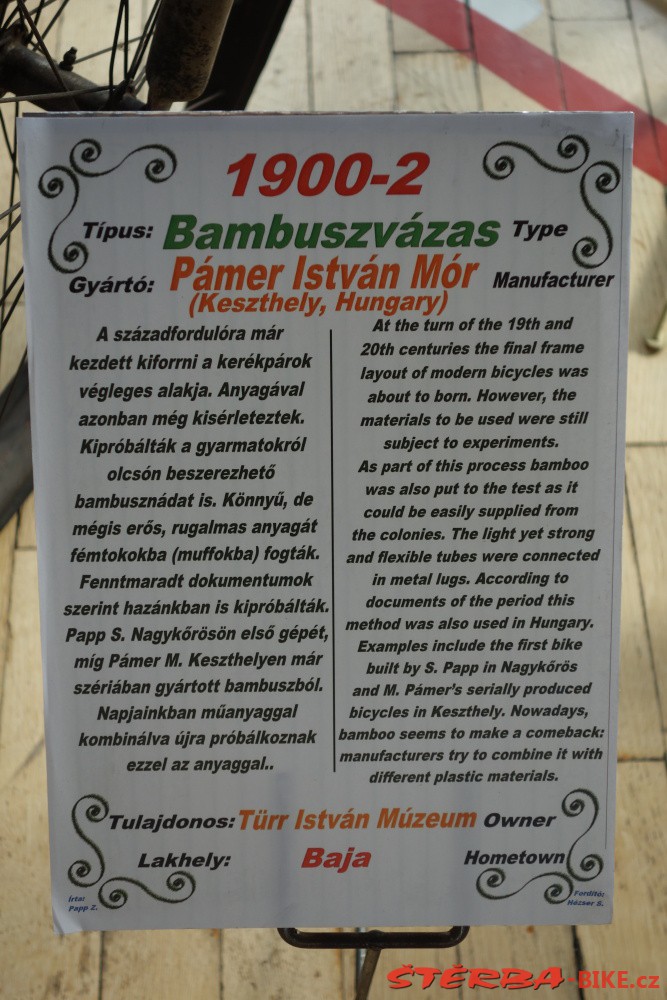 1900-2
Típus: Bambuszvázas Type
Gyártó: Pámer István Mór Manufacturer
(Keszthely, Hungary)
A századfordulóra már
kezdett kiforrni a kerékpárok
végleges alakja. Anyagával
azonban még kisérleteztek.
Kipróbálták a gyarmatokról
olcsón beszerezhető
bambusznádat is. Könnyű, de
mégis erős, rugalmas anyagát
fémtokokba (muffokba) fogták.
Fenntmaradt dokumentumok
szerint hazánkban is kipróbálták.
Papp S. Nagykőrösön első gépét,
míg Pámer M. Keszthelyen már
szériában gyártott bambuszból.
Napjainkban műanyaggal
kombinálva újra próbálkoznak
ezzel az anyaggal..
At the turn of the 19th and
20th centuries the final frame
layout of modern bicycles was
about to born. However, the
materials to be used were still
subject to experiments.
As part of this process bamboo
was also put to the test as it
could be easily supplied from
the colonies. The light yet strong
and flexible tubes were connected
in metal lugs. According to
documents of the period this
method was also used in Hungary.
Examples include the first bike
built by S. Papp in Nagykőrös
and M. Pámer's serially produced
bicycles in Keszthely. Nowadays,
bamboo seems to make a comeback:
manufacturers try to combine it with
different plastic materials.
Tulajdonos: Türr István Múzeum Owner
Lakhely: Baja Hometown
Írta:
Papp Z.
Fordító:
Hézser B.
ŠTĚRBA-BIKE.cz